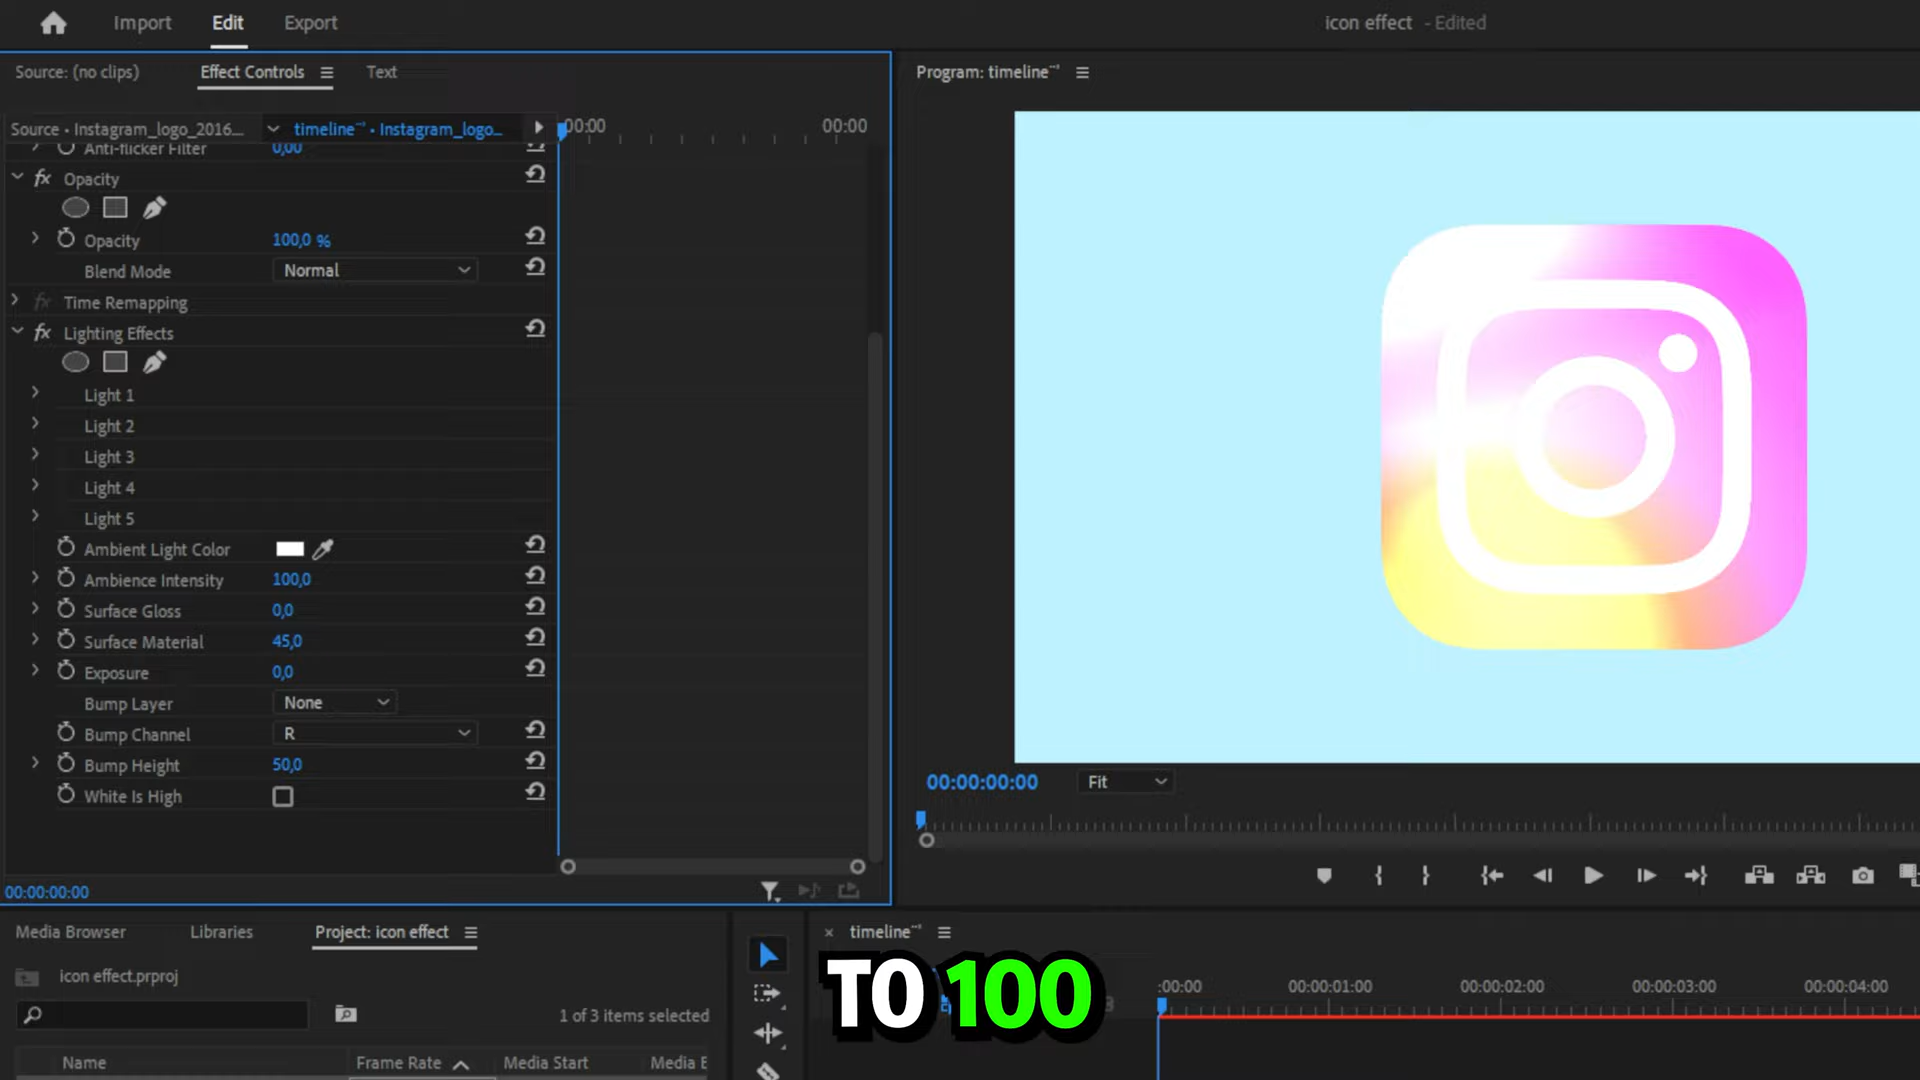 Import
Edit
Export
icon effect - Edited
Source: (no clips)
Effect Controls
Text
Program: timeline
Source • Instagram_logo_2016...
timeline • Instagram_logo...
00:00
00:00
Anti-flicker Filter
0,00
fx Opacity
Opacity
100,0 %
Blend Mode
Normal
fx Time Remapping
fx Lighting Effects
Light 1
Light 2
Light 3
Light 4
Light 5
Ambient Light Color
Ambience Intensity
100,0
Surface Gloss
0,0
Surface Material
45,0
Exposure
0,0
Bump Layer
None
Bump Channel
R
Bump Height
50,0
White Is High
00:00:00:00
Fit
00:00:00:00
Media Browser
Libraries
Project: icon effect
× timeline
icon effect.prproj
1 of 3 items selected
TO 100
:00:00
00:00:01:00
00:00:02:00
00:00:03:00
00:00:04:00
Name
Frame Rate
Media Start
Media E